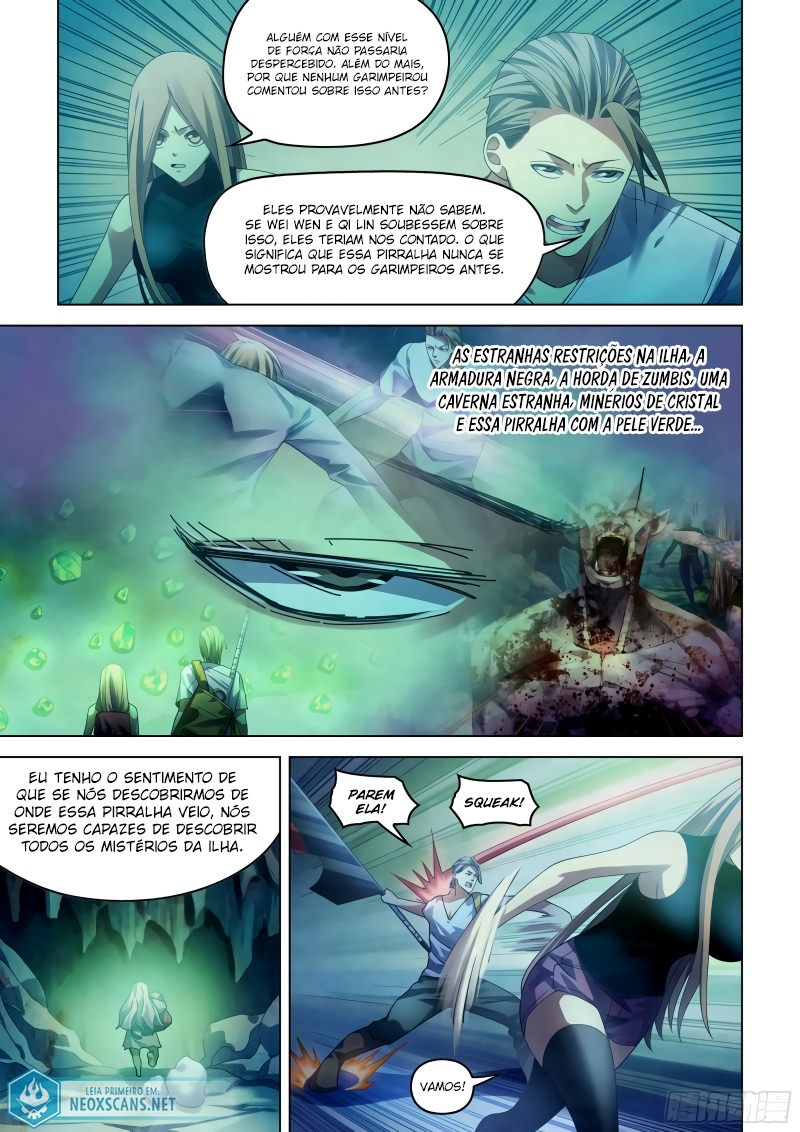 ALGUÉM COM ESSE NÍVEL
DE FORÇA NÃO PASSARIA
DESPERCEBIDO. ALÉM DO MAIS,
POR QUE NENHUM GARIMPEIROU
COMENTOU SOBRE ISSO ANTES?
ELES PROVAVELMENTE NÃO SABEM.
SE WEI WEN E QI LIN SOUBESSEM SOBRE
ISSO, ELES TERIAM NOS CONTADO. O QUE
SIGNIFICA QUE ESSA PIRRALHA NUNCA SE
MOSTROU PARA OS GARIMPEIROS ANTES.
AS ESTRANHAS RESTRIÇÕES NA ILHA, A
ARMADURA NEGRA, A HORDA DE ZUMBIS, UMA
CAVERNA ESTRANHA, MINÉRIOS DE CRISTAL
E ESSA PIRRALHA COM A PELE VERDE...
EU TENHO O SENTIMENTO DE
QUE SE NÓS DESCOBRIRMOS DE
ONDE ESSA PIRRALHA VEIO, NÓS
SEREMOS CAPAZES DE DESCOBRIR
TODOS OS MISTÉRIOS DA ILHA.
PAREM
ELA!
SQUEAK!
VAMOS!
LEIA PRIMEIRO EM:
NEOXSCANS.NET
腾讯动漫